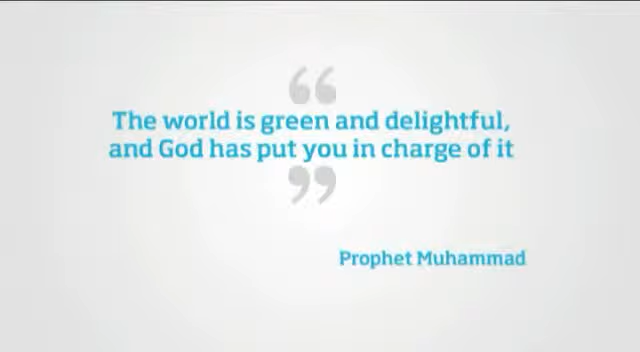 “
The world is green and delightful,
and God has put you in charge of it
”
Prophet Muhammad